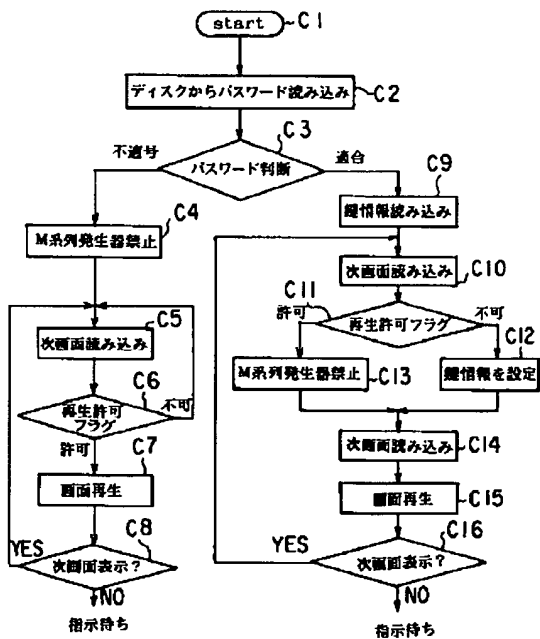 start
C1
ディスクからパスワード読み込み
C2
C3
不適号
パスワード判断
適合
C4
M系列発生器禁止
C9
鍵情報読み込み
C5
次画面読み込み
次画面読み込み
C10
C11
許可
再生許可フラグ
不可
C12
C6
再生許可
フラグ
不可
許可
M系列発生器禁止
C13
鍵情報を設定
C7
画面再生
次画面読み込み
C14
画面再生
C15
YES
C8
次画面表示?
NO
指示待ち
YES
C16
次画面表示?
NO
指示待ち